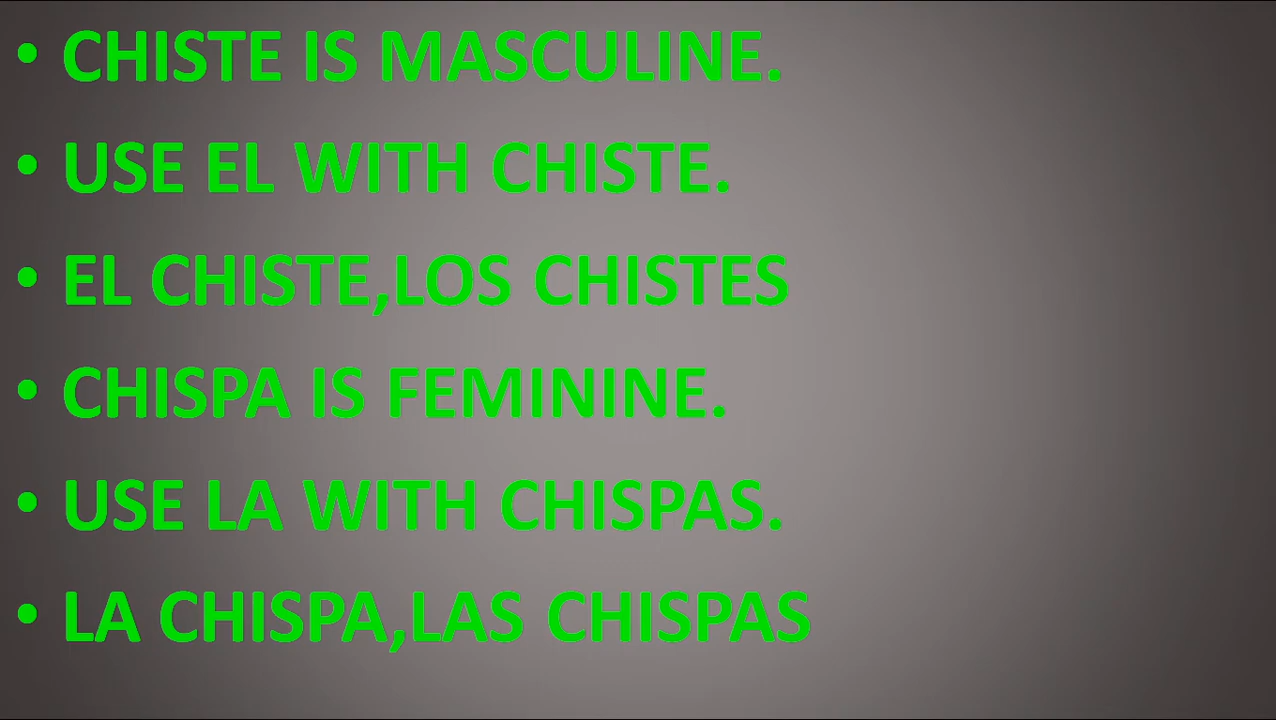 • CHISTE IS MASCULINE.
• USE EL WITH CHISTE.
• EL CHISTE,LOS CHISTES
• CHISPA IS FEMININE.
• USE LA WITH CHISPAS.
• LA CHISPA,LAS CHISPAS